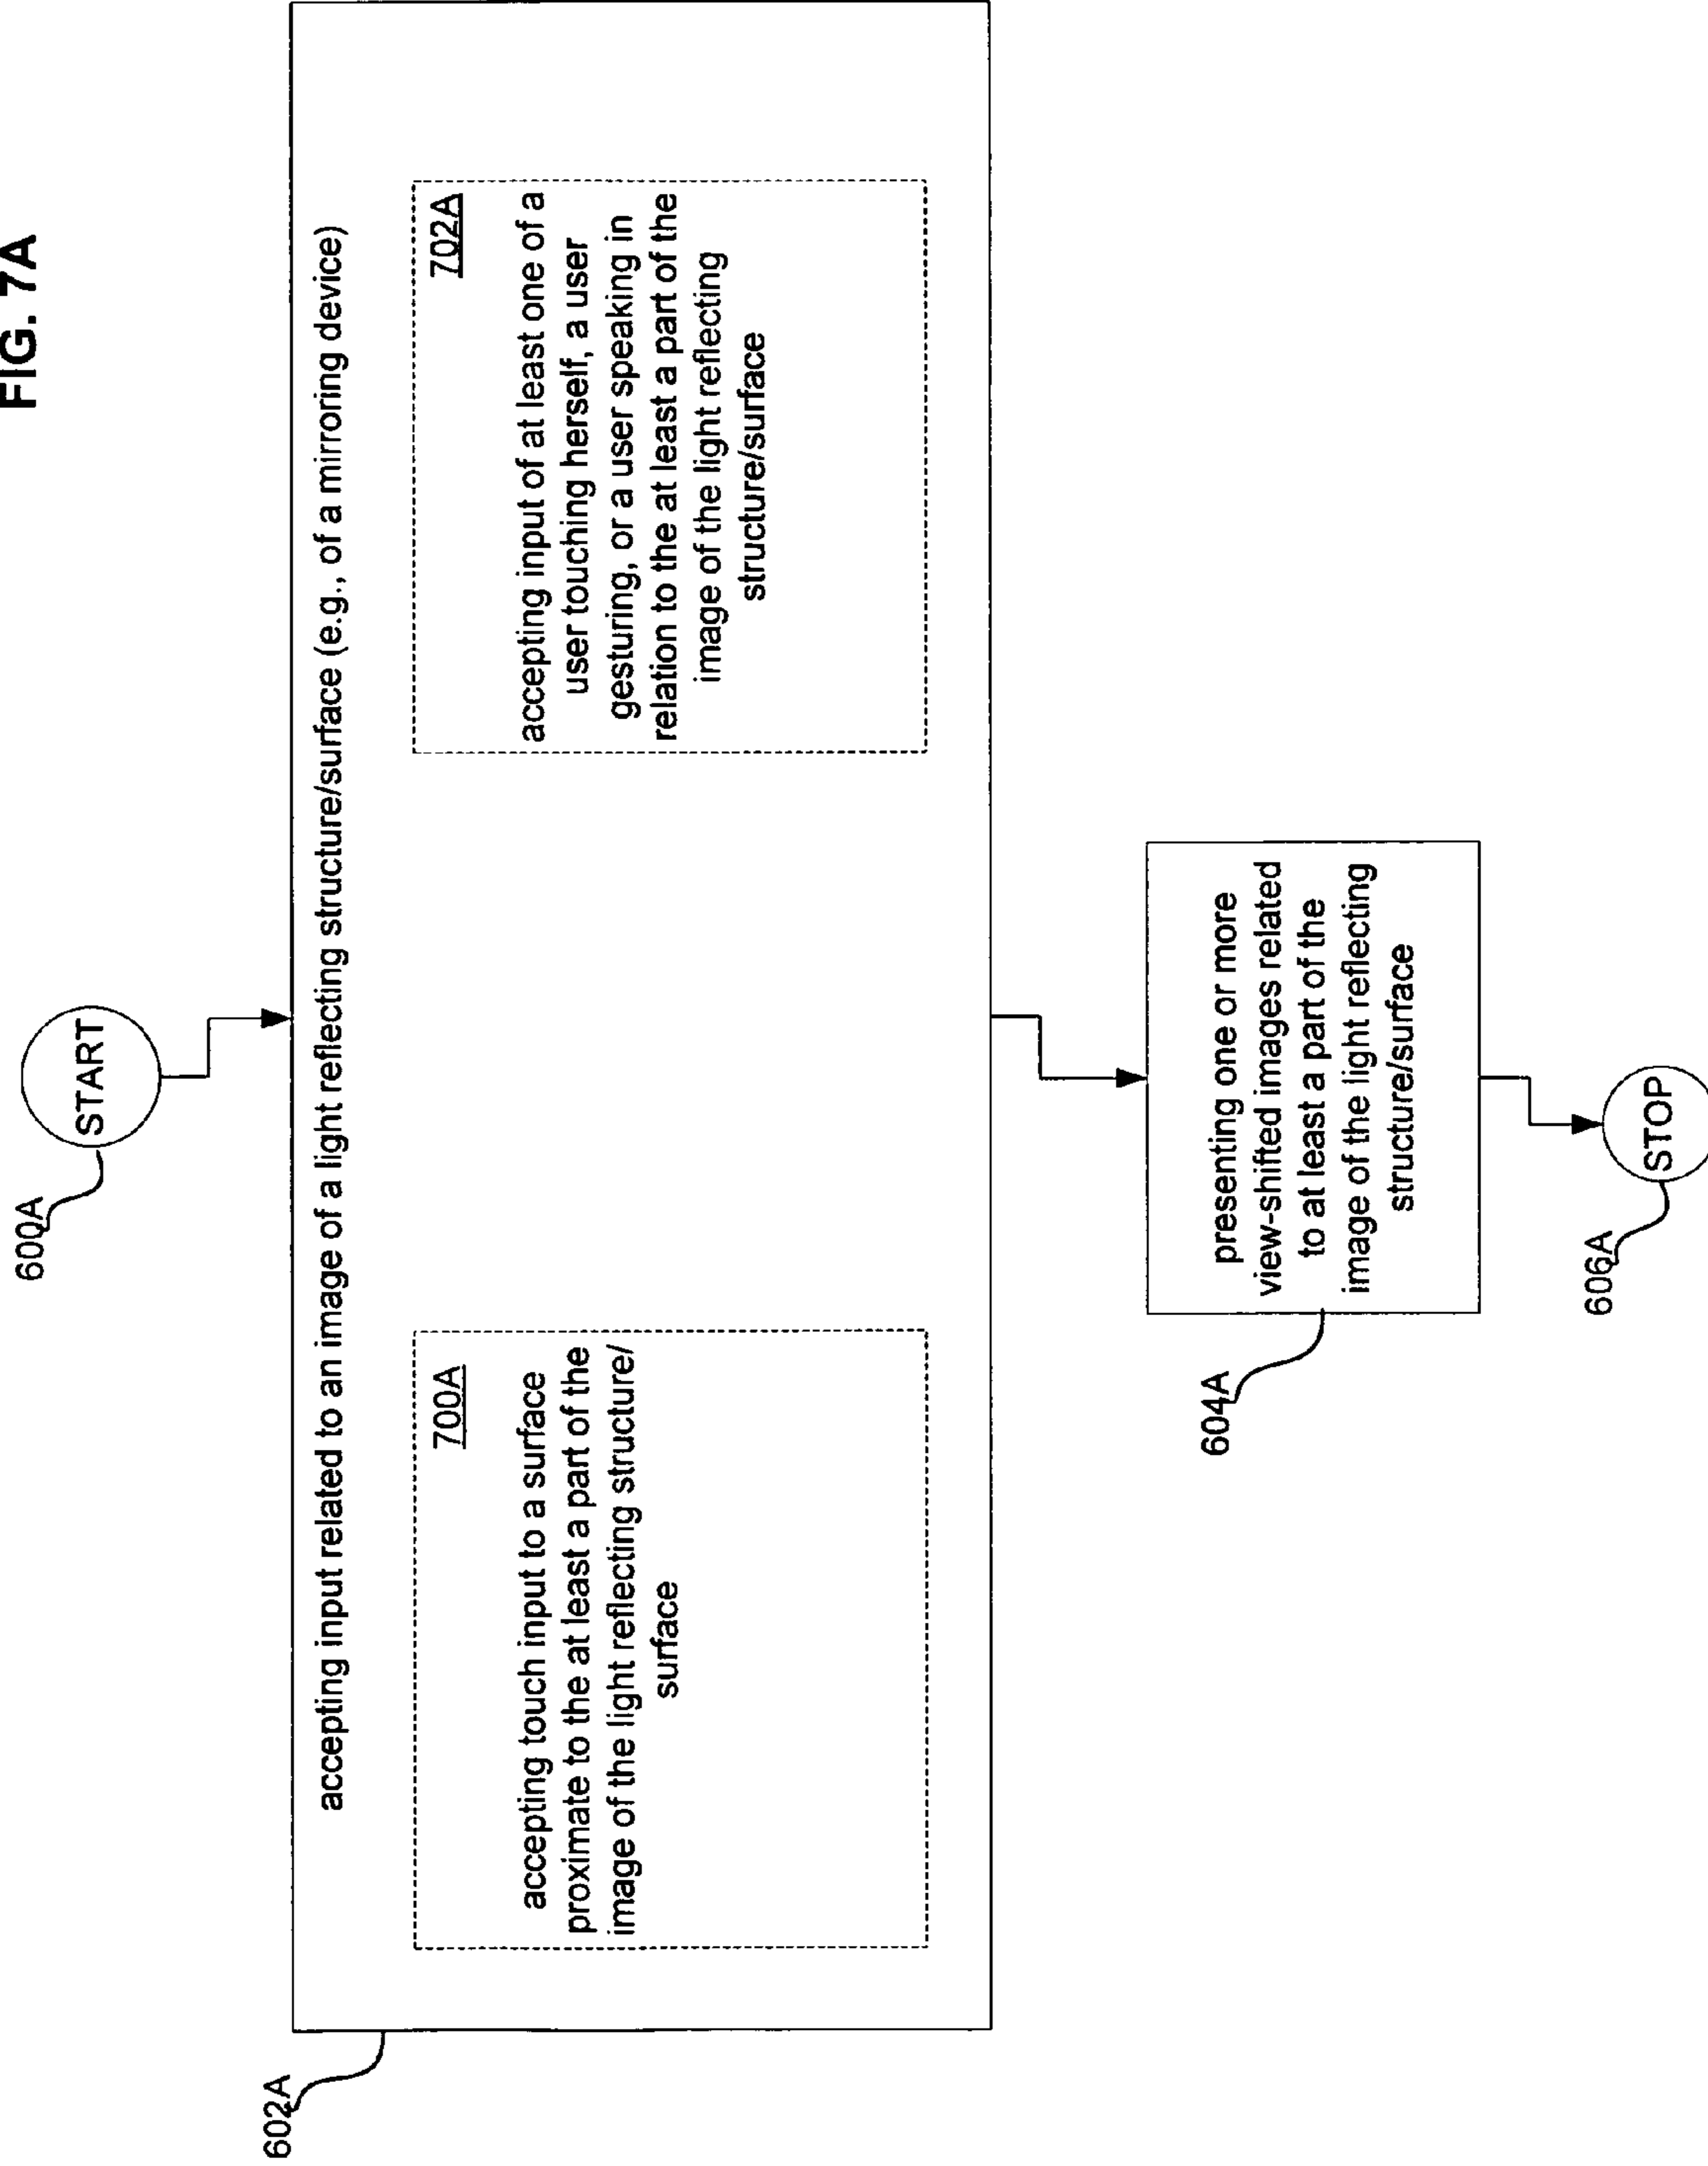 FIG. 7A
600A
START
602A
accepting input related to an image of a light reflecting structure/surface (e.g., of a mirroring device)
700A
accepting touch input to a surface
proximate to the at least a part of the
image of the light reflecting structure/
surface
702A
accepting input of at least one of a
user touching herself, a user
gesturing, or a user speaking in
relation to the at least a part of the
image of the light reflecting
structure/surface
604A
presenting one or more
view-shifted images related
to at least a part of the
image of the light reflecting
structure/surface
606A
STOP